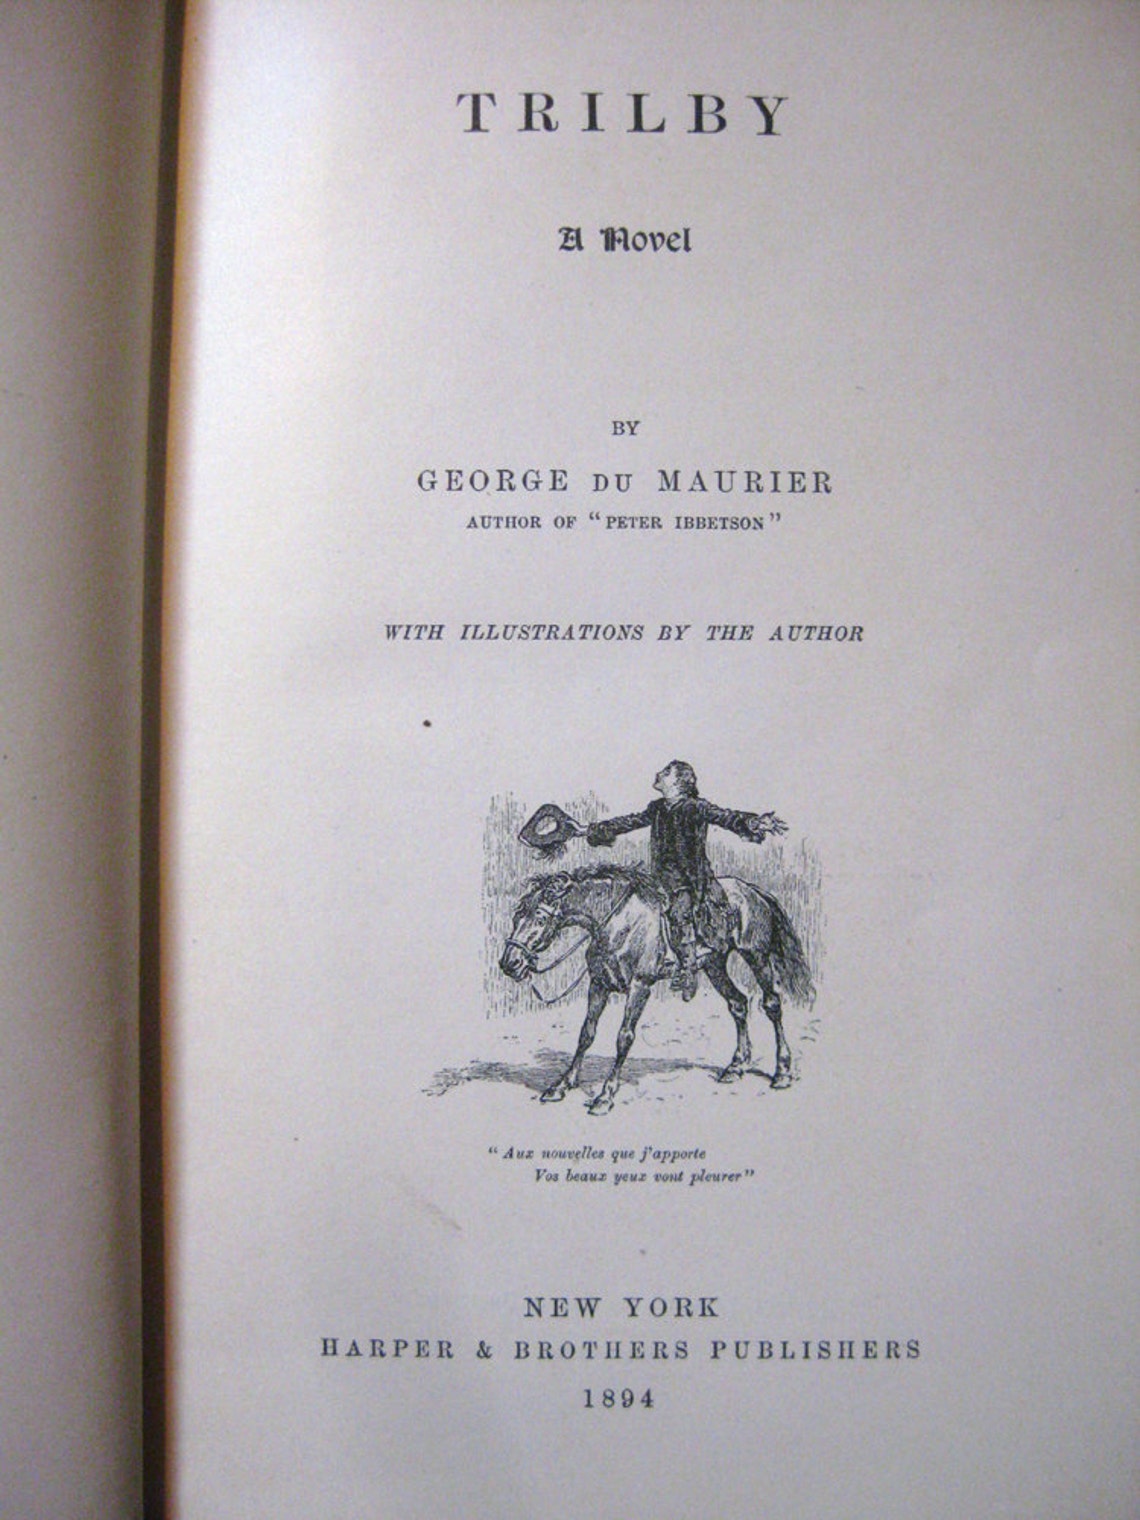 TRILBY
A Novel
BY
GEORGE DU MAURIER
AUTHOR OF "PETER IBBETSON"
WITH ILLUSTRATIONS BY THE AUTHOR
"Aux nouvelles que j'apporte
Vos beaux yeux vont pleurer"
NEW YORK
HARPER & BROTHERS PUBLISHERS
1894